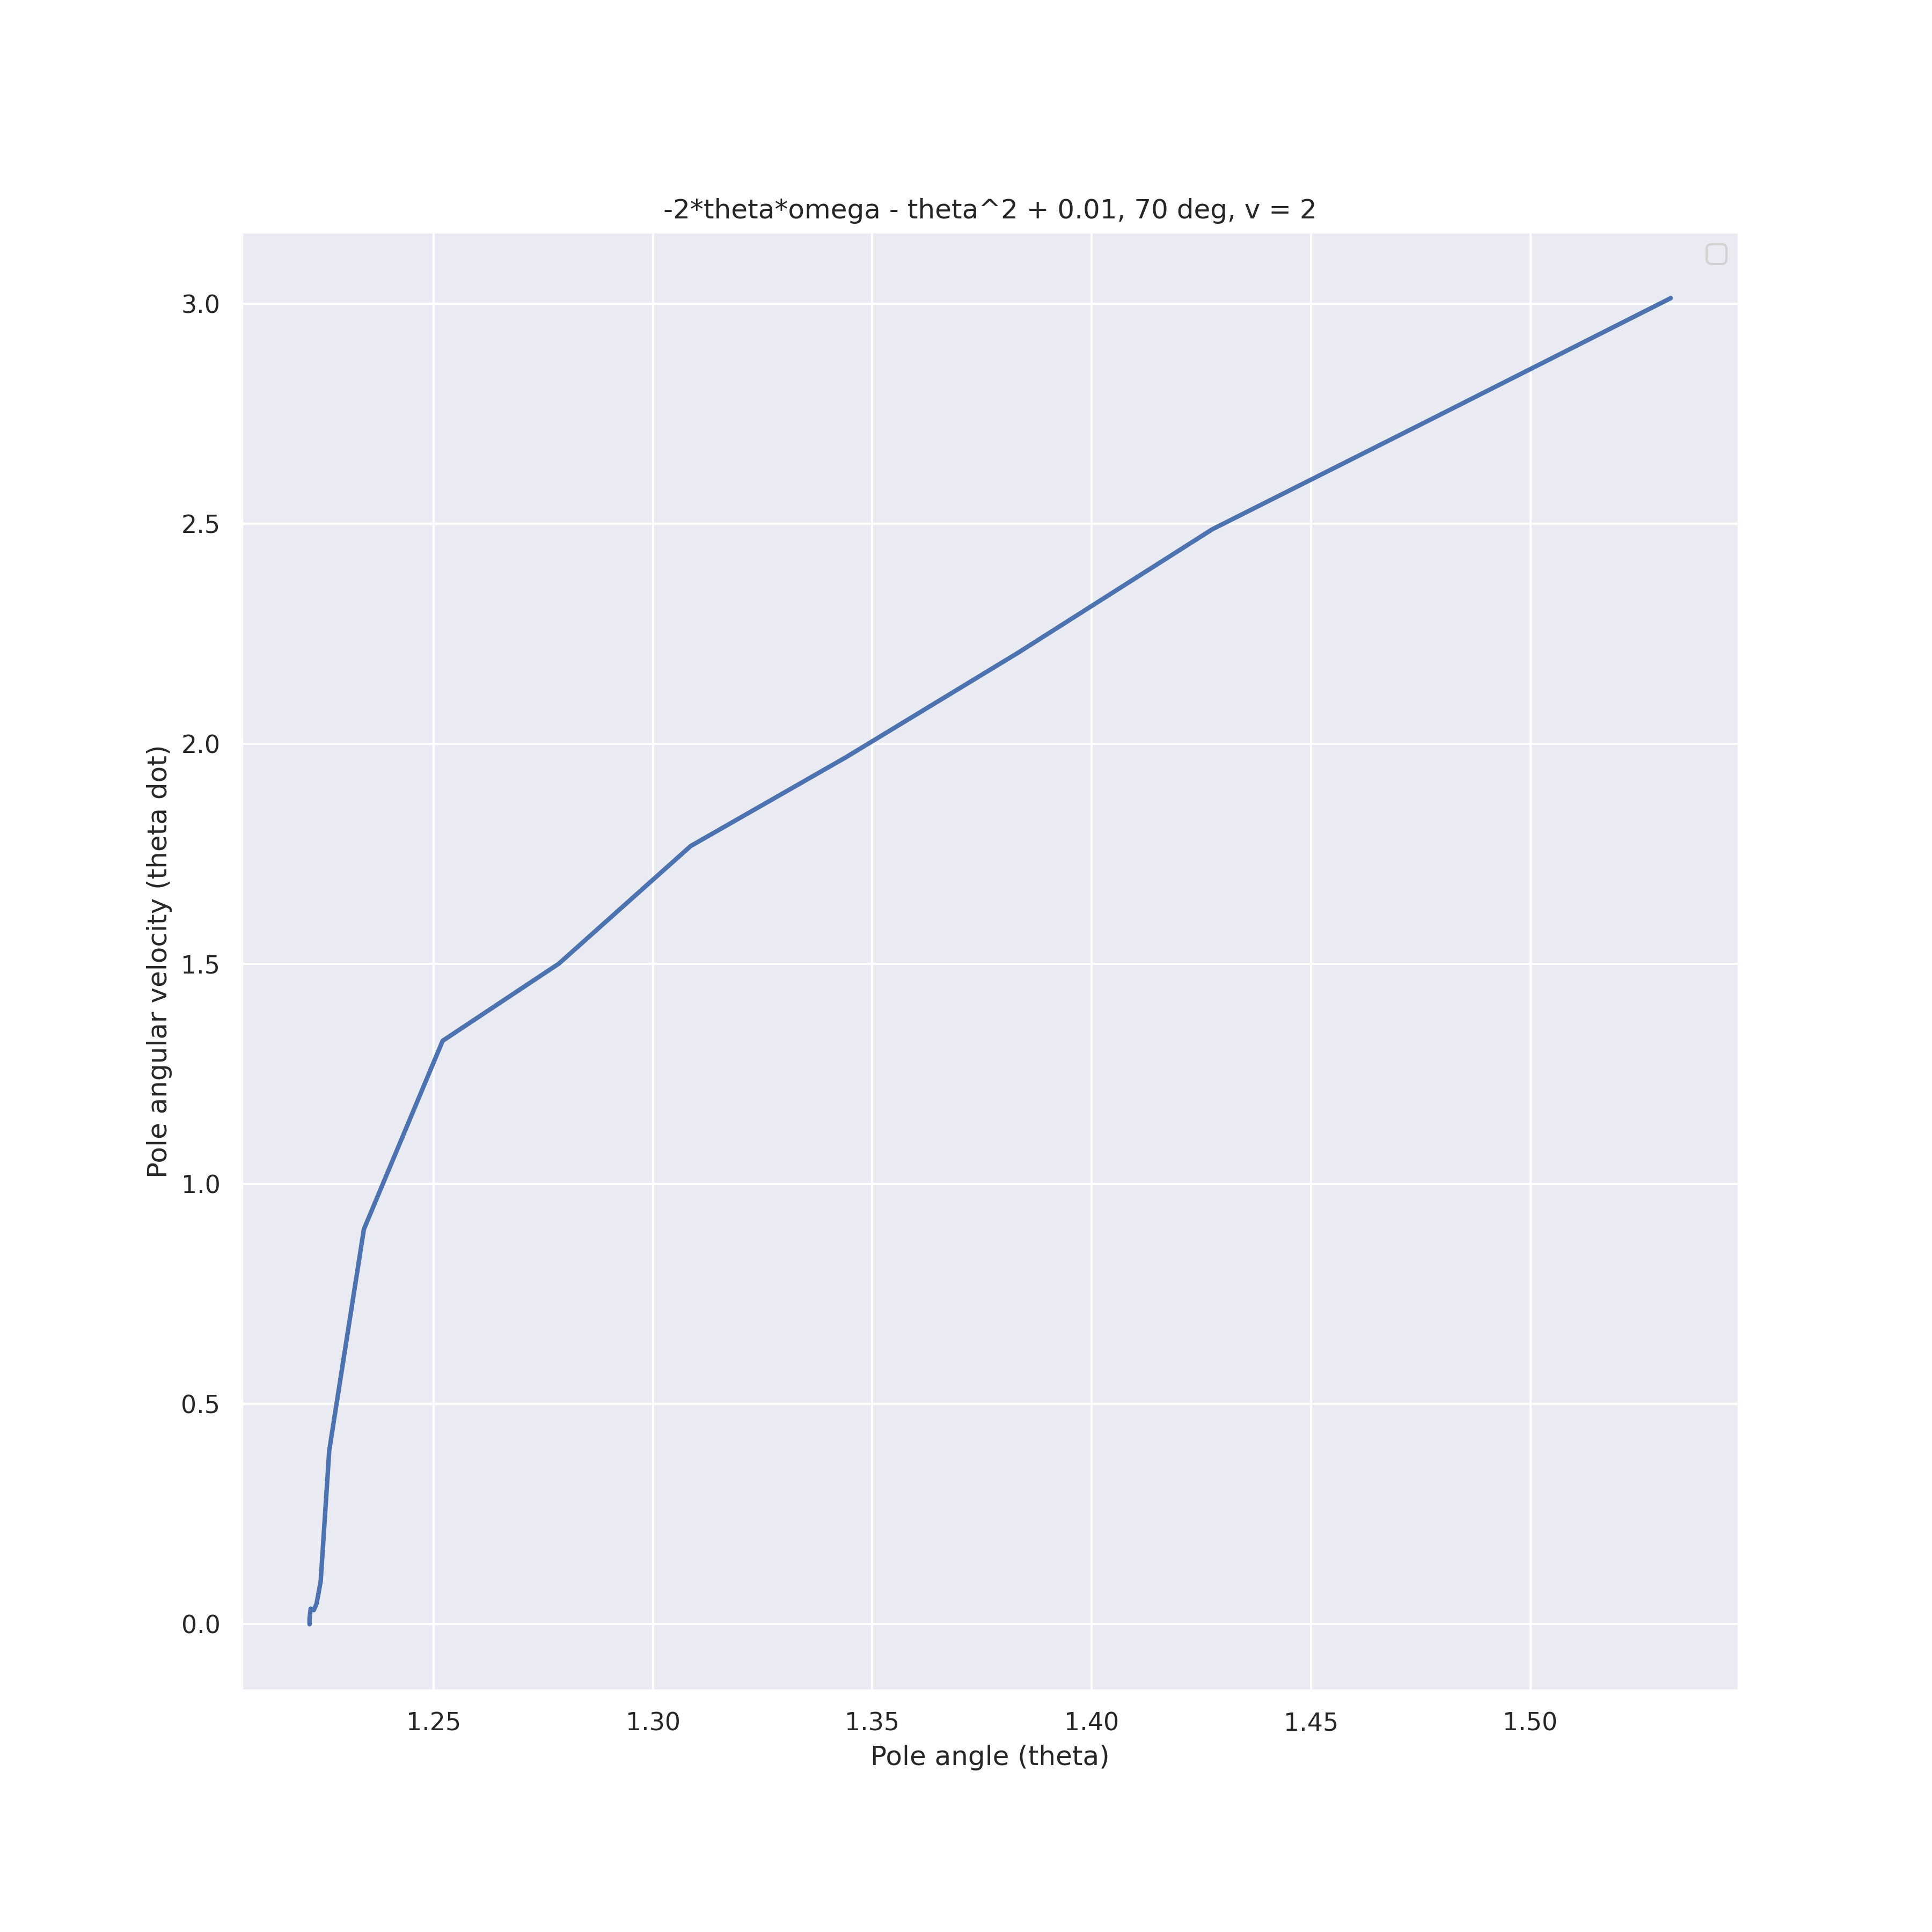 -2*theta*omega - theta^2 + 0.01, 70 deg, v = 2
3.0
2.5
2.0
1.5
1.0
0.5
0.0
Pole angular velocity (theta dot)
1.25 1.30 1.35 1.40 1.45 1.50
Pole angle (theta)